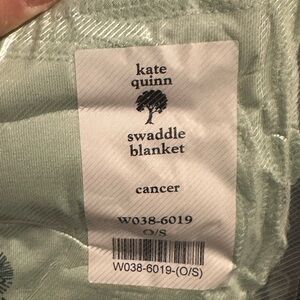 kate
quinn
swaddle
blanket
cancer
W038-6019
O/S
W038-6019-(O/S)